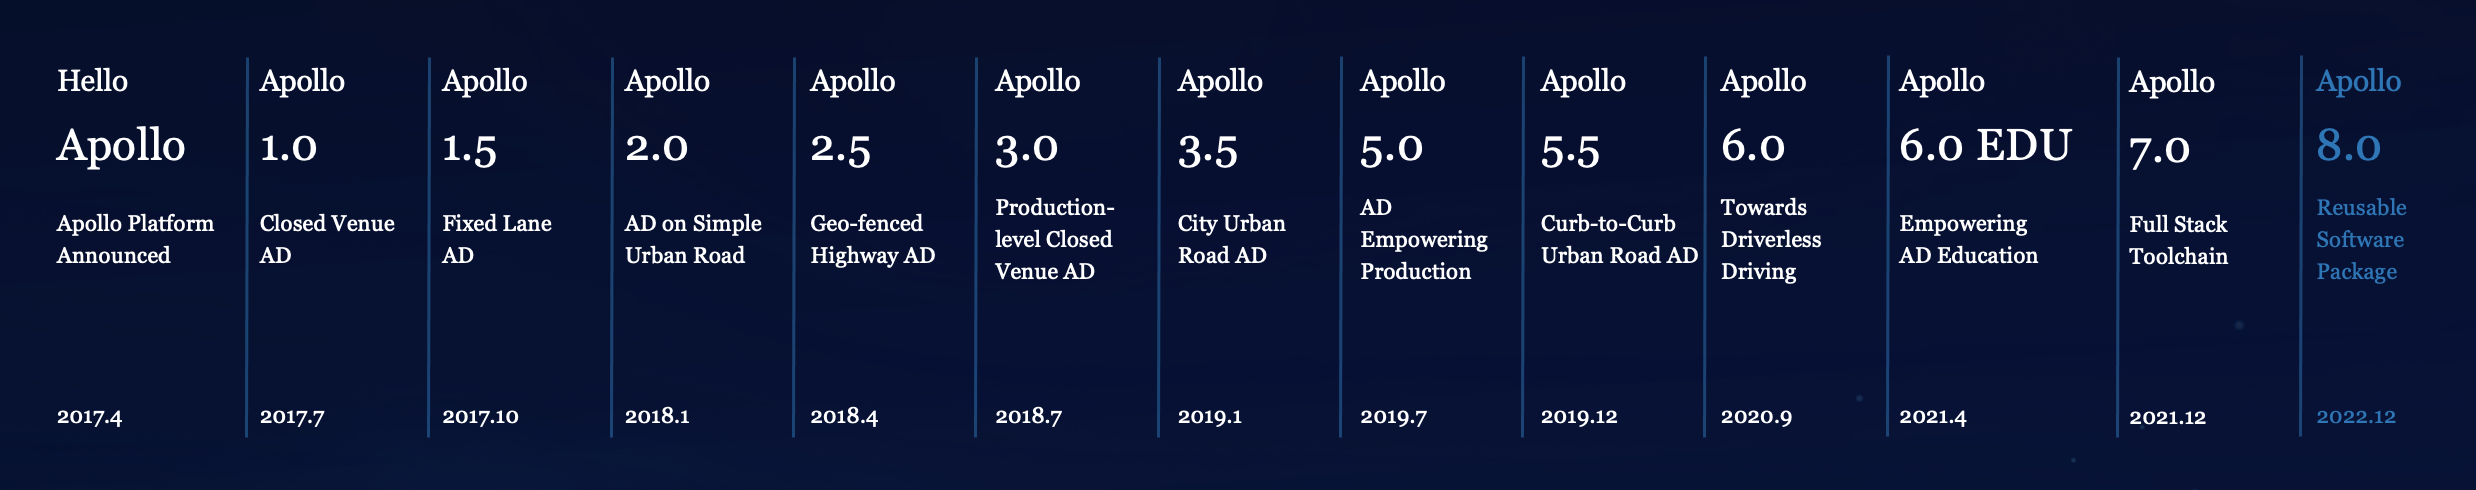 Hello
Apollo
Apollo Platform
Announced
2017.4
Apollo
1.0
Closed Venue
AD
2017.7
Apollo
1.5
Fixed Lane
AD
2017.10
Apollo
2.0
AD on Simple
Urban Road
2018.1
Apollo
2.5
Geo-fenced
Highway AD
2018.4
Apollo
3.0
Production-
level Closed
Venue AD
2018.7
Apollo
3.5
City Urban
Road AD
2019.1
Apollo
5.0
AD
Empowering
Production
2019.7
Apollo
5.5
Curb-to-Curb
Urban Road AD
2019.12
Apollo
6.0
Towards
Driverless
Driving
2020.9
Apollo
6.0 EDU
Empowering
AD Education
2021.4
Apollo
7.0
Full Stack
Toolchain
2021.12
Apollo
8.0
Reusable
Software
Package
2022.12